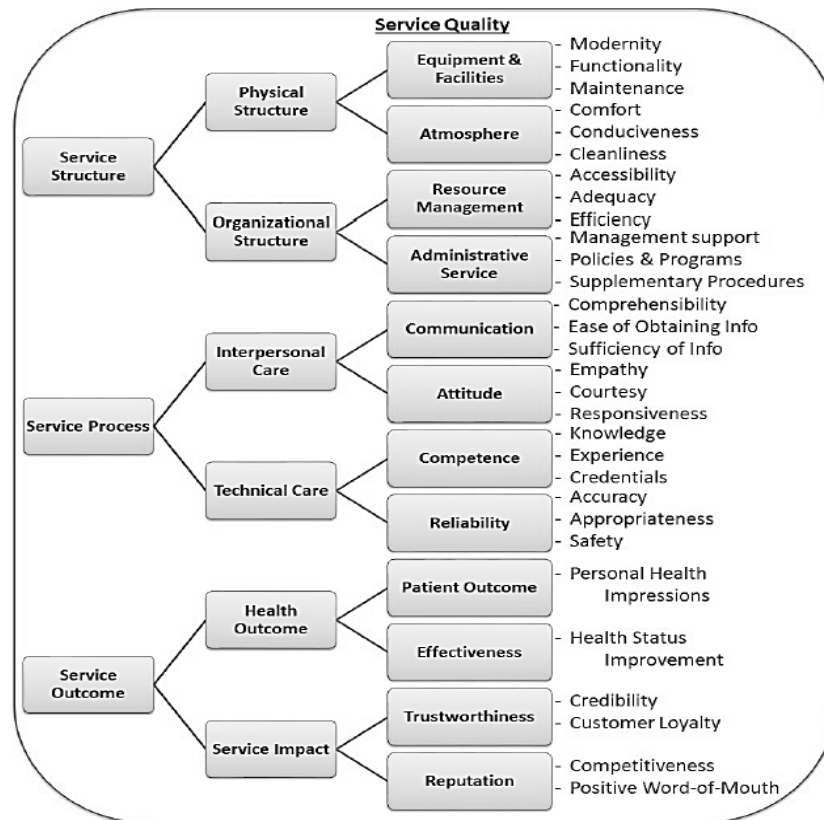 Service Quality
Service
Structure
Physical
Structure
Equipment &
Facilities
- Modernity
- Functionality
- Maintenance
Atmosphere
- Comfort
- Conduciveness
- Cleanliness
Organizational
Structure
Resource
Management
- Accessibility
- Adequacy
- Efficiency
Administrative
Service
- Management support
- Policies & Programs
- Supplementary Procedures
Service Process
Interpersonal
Care
Communication
- Comprehensibility
- Ease of Obtaining Info
- Sufficiency of Info
Attitude
- Empathy
- Courtesy
- Responsiveness
Technical Care
Competence
- Knowledge
- Experience
- Credentials
Reliability
- Accuracy
- Appropriateness
- Safety
Service
Outcome
Health
Outcome
Patient Outcome
- Personal Health
Impressions
Effectiveness
- Health Status
Improvement
Service Impact
Trustworthiness
- Credibility
- Customer Loyalty
Reputation
- Competitiveness
- Positive Word-of-Mouth